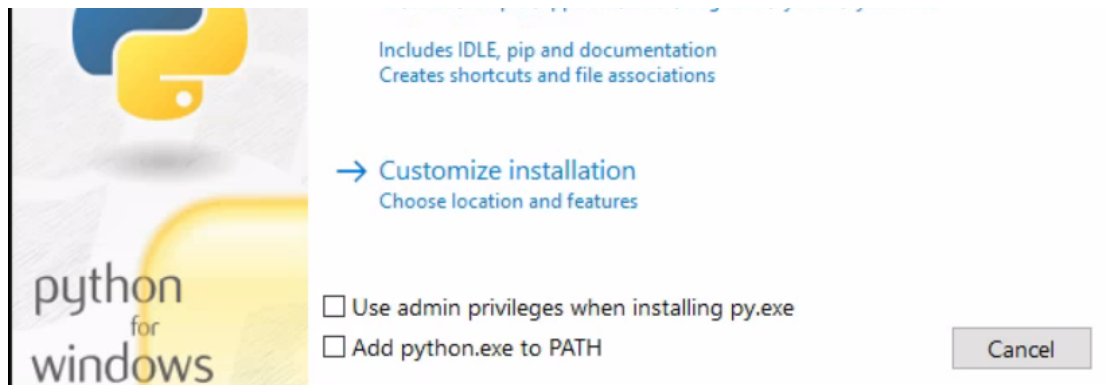 Includes IDLE, pip and documentation
Creates shortcuts and file associations
→ Customize installation
Choose location and features
python
for
windows
Use admin privileges when installing py.exe
Add python.exe to PATH
Cancel